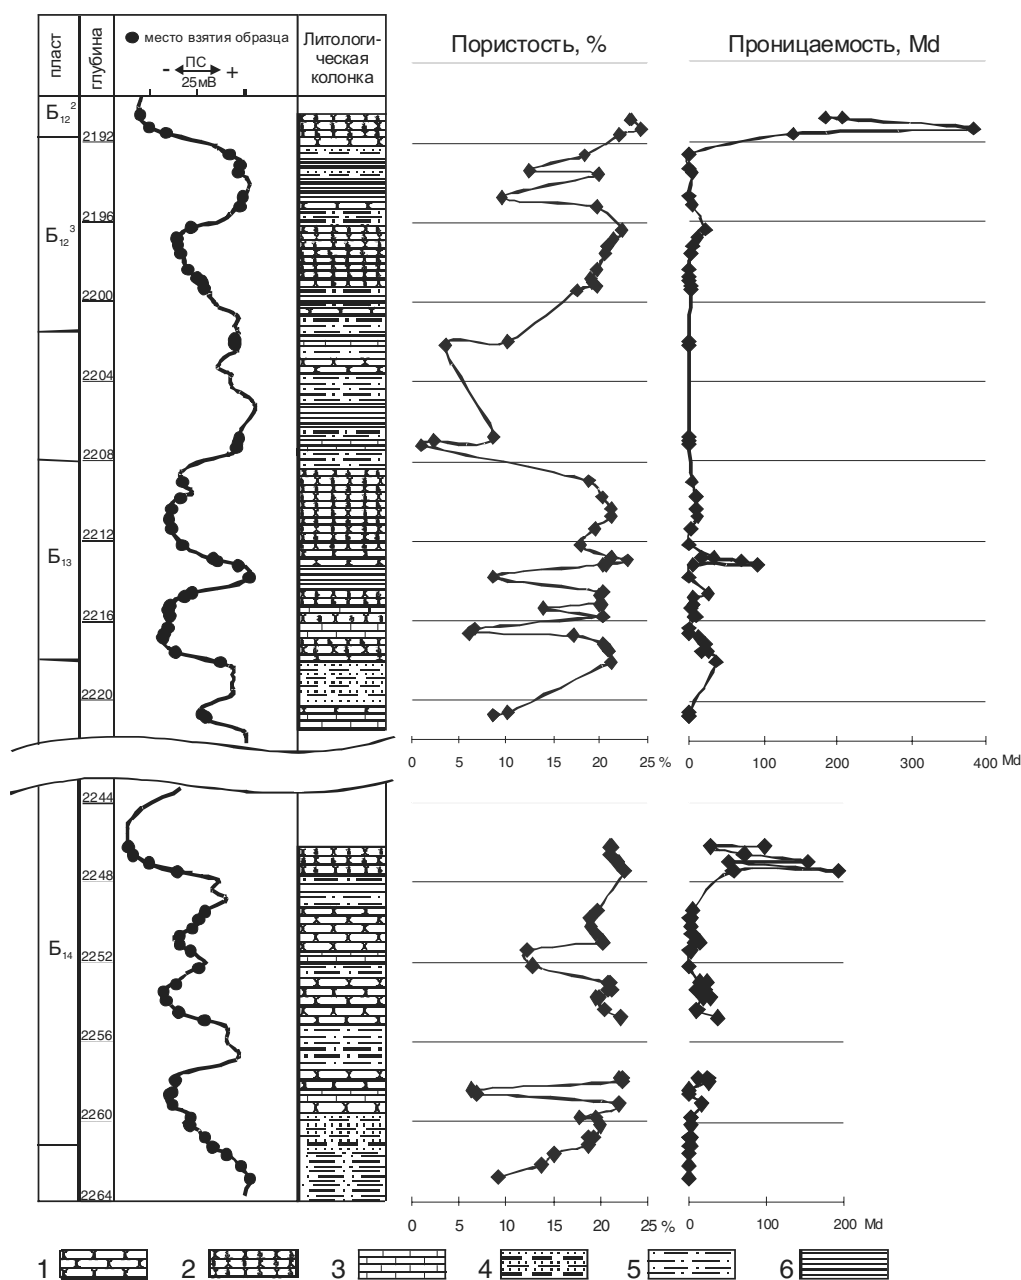 пласт
глубина
место взятия образца
- ПС +
25мВ
Литологи-
ческая
колонка
Пористость, %
Проницаемость, Md
Б₁₂²
2192
2196
Б₁₂³
2200
2204
2208
2212
Б₁₃
2216
2220
0 5 10 15 20 25 %
0 100 200 300 400 Md
2244
2248
Б₁₄
2252
2256
2260
2264
0 5 10 15 20 25 %
0 100 200 Md
1 2 3 4 5 6